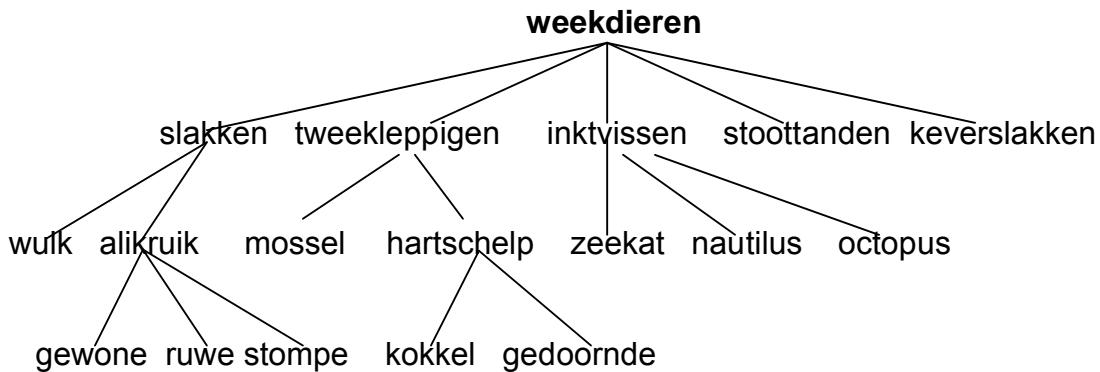 weekdieren
slakken tweekleppigen inktvissen stoottanden keverslakken
wulk alikruik mossel hartschelp zeekat nautilus octopus
gewone ruwe stompe kokkel gedoornde